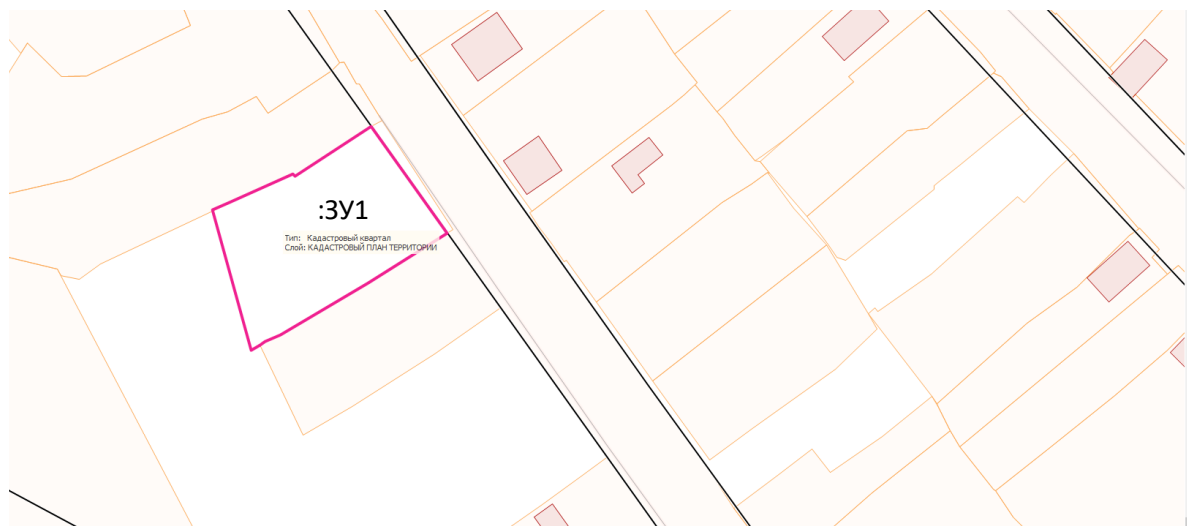 :ЗУ1
Тип: Кадастровый квартал
Слой: КАДАСТРОВЫЙ ПЛАН ТЕРРИТОРИИ